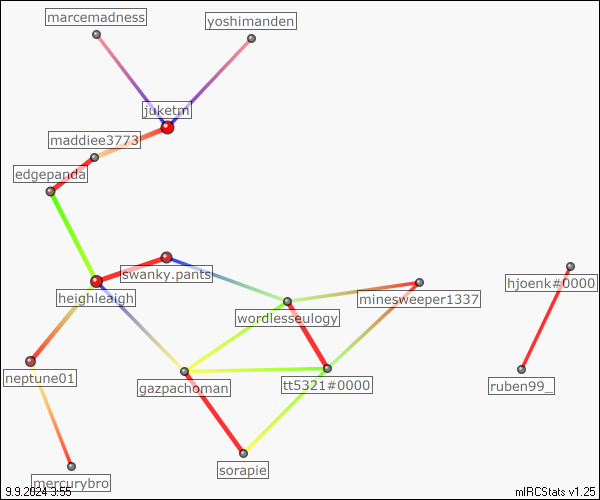 marcemadness
yoshimanden
juketm
maddiee3773
edgepanda
swanky.pants
hjoenk#0000
heighleaigh
minesweeper1337
wordlesseulogy
neptune01
gazpachoman
tt5321#0000
ruben99_
sorapie
mercurybro
9.9.2024 3:55
mIRCStats v1.25